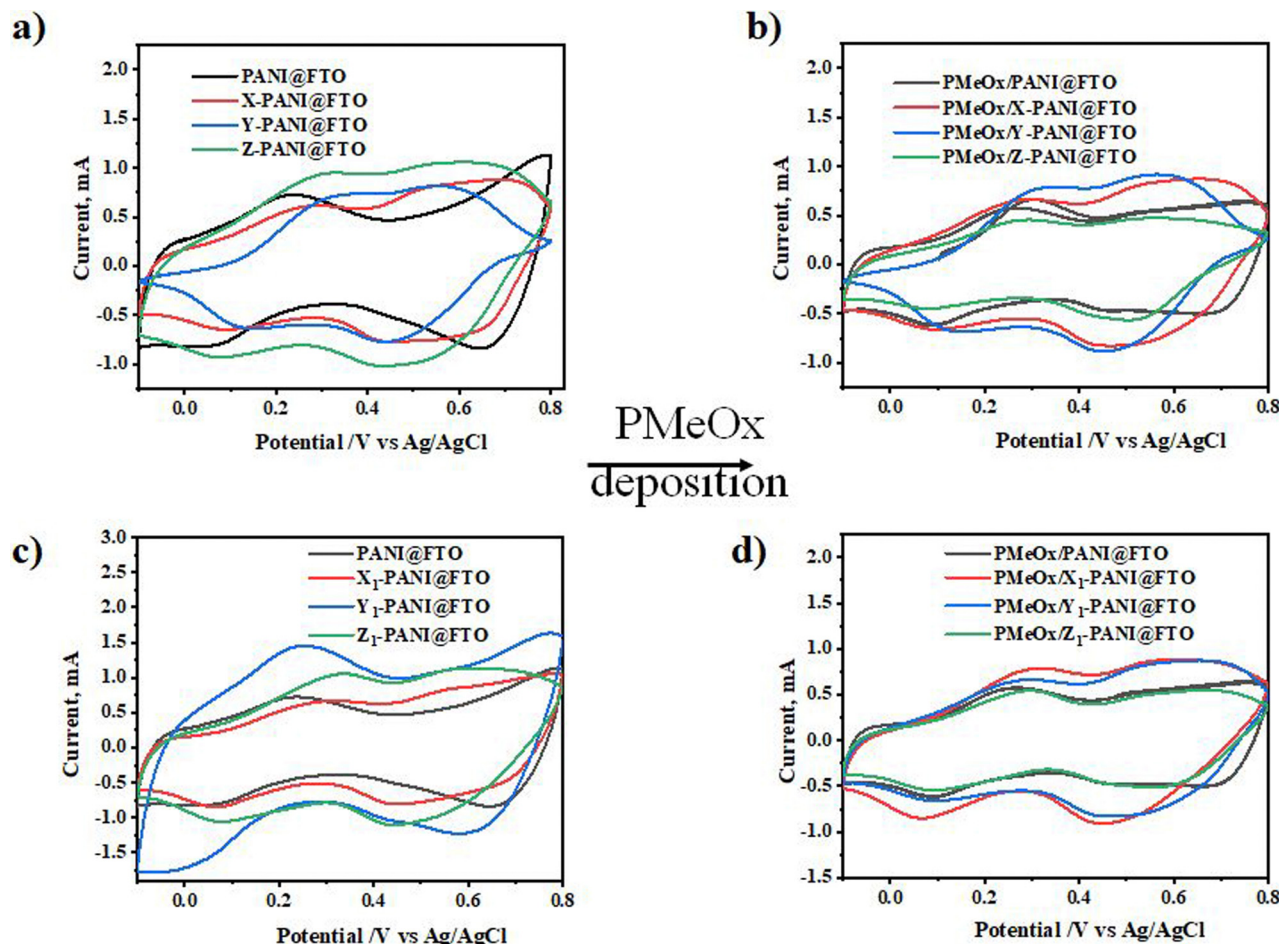 a)
PANI@FTO
X-PANI@FTO
Y-PANI@FTO
Z-PANI@FTO
2.0
1.5
1.0
0.5
0.0
-0.5
-1.0
Current, mA
0.0 0.2 0.4 0.6 0.8
Potential /V vs Ag/AgCl
b)
PMeOx/PANI@FTO
PMeOx/X-PANI@FTO
PMeOx/Y-PANI@FTO
PMeOx/Z-PANI@FTO
2.0
1.5
1.0
0.5
0.0
-0.5
-1.0
Current, mA
0.0 0.2 0.4 0.6 0.8
Potential /V vs Ag/AgCl
PMeOx
deposition
c)
PANI@FTO
X₁-PANI@FTO
Y₁-PANI@FTO
Z₁-PANI@FTO
3.0
2.5
2.0
1.5
1.0
0.5
0.0
-0.5
-1.0
-1.5
Current, mA
0.0 0.2 0.4 0.6 0.8
Potential /V vs Ag/AgCl
d)
PMeOx/PANI@FTO
PMeOx/X₁-PANI@FTO
PMeOx/Y₁-PANI@FTO
PMeOx/Z₁-PANI@FTO
2.0
1.5
1.0
0.5
0.0
-0.5
-1.0
-1.5
Current, mA
0.0 0.2 0.4 0.6 0.8
Potential /V vs Ag/AgCl